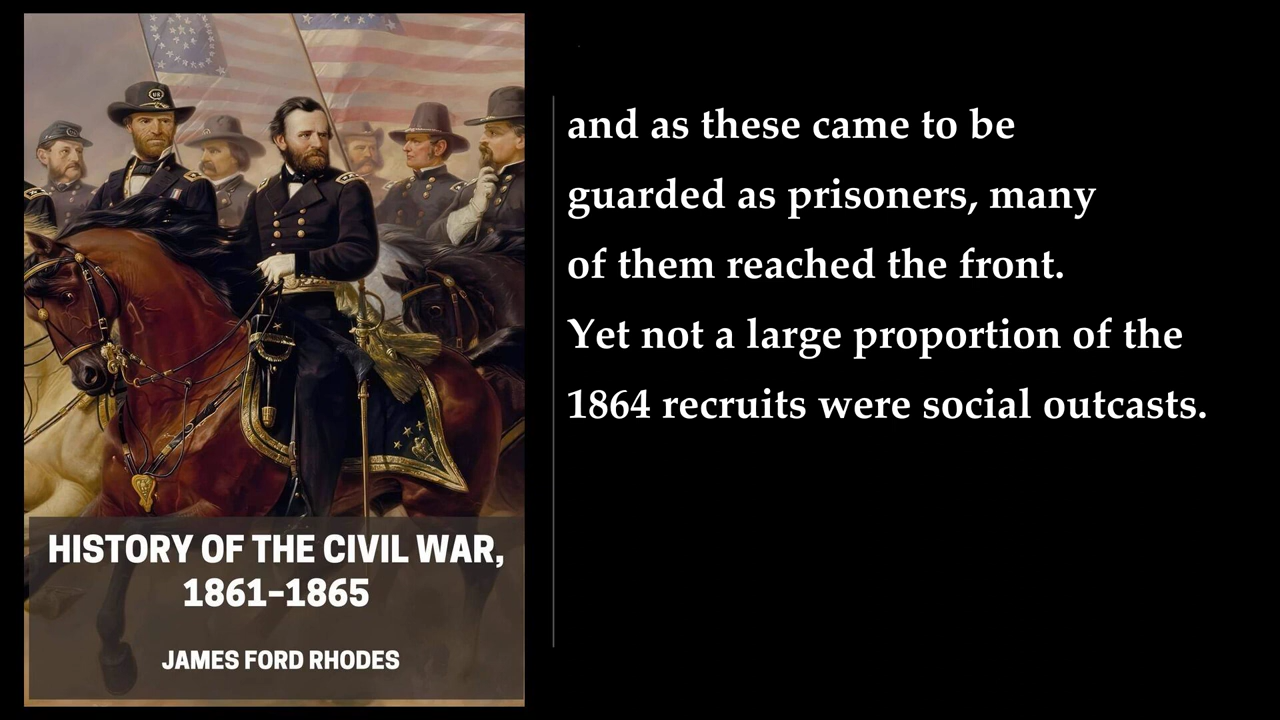 HISTORY OF THE CIVIL WAR,
1861–1865
JAMES FORD RHODES
and as these came to be
guarded as prisoners, many
of them reached the front.
Yet not a large proportion of the
1864 recruits were social outcasts.